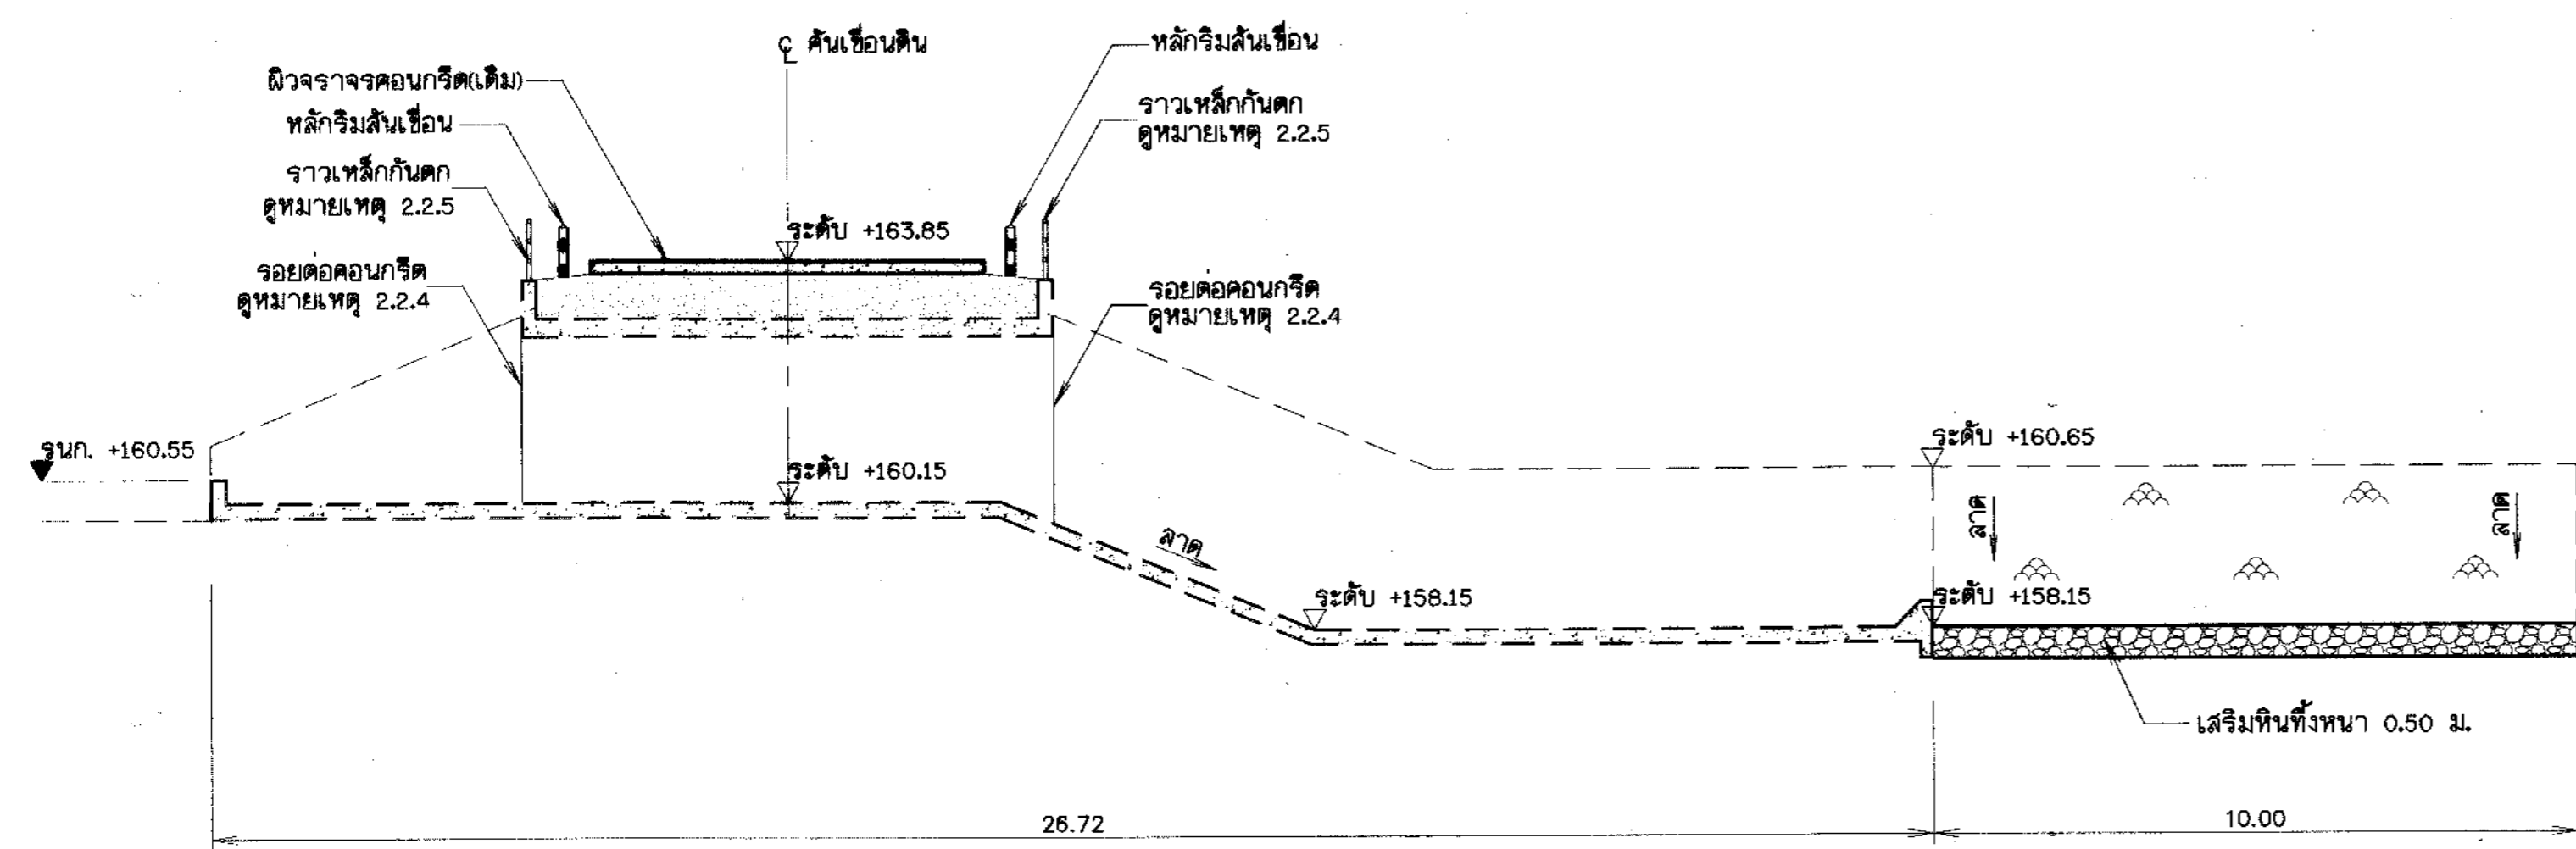 ℄ คันเขื่อนดิน
หลักริมสันเขื่อน
ผิวจราจรคอนกรีต(เดิม)
หลักริมสันเขื่อน
ราวเหล็กกันตก
ดูหมายเหตุ 2.2.5
ราวเหล็กกันตก
ดูหมายเหตุ 2.2.5
ระดับ +163.85
รอยต่อคอนกรีต
ดูหมายเหตุ 2.2.4
รอยต่อคอนกรีต
ดูหมายเหตุ 2.2.4
รนก. +160.55
ระดับ +160.15
ระดับ +160.65
ลาด
ลาด
ลาด
ระดับ +158.15
ระดับ +158.15
เสริมหินทิ้งหนา 0.50 ม.
26.72
10.00